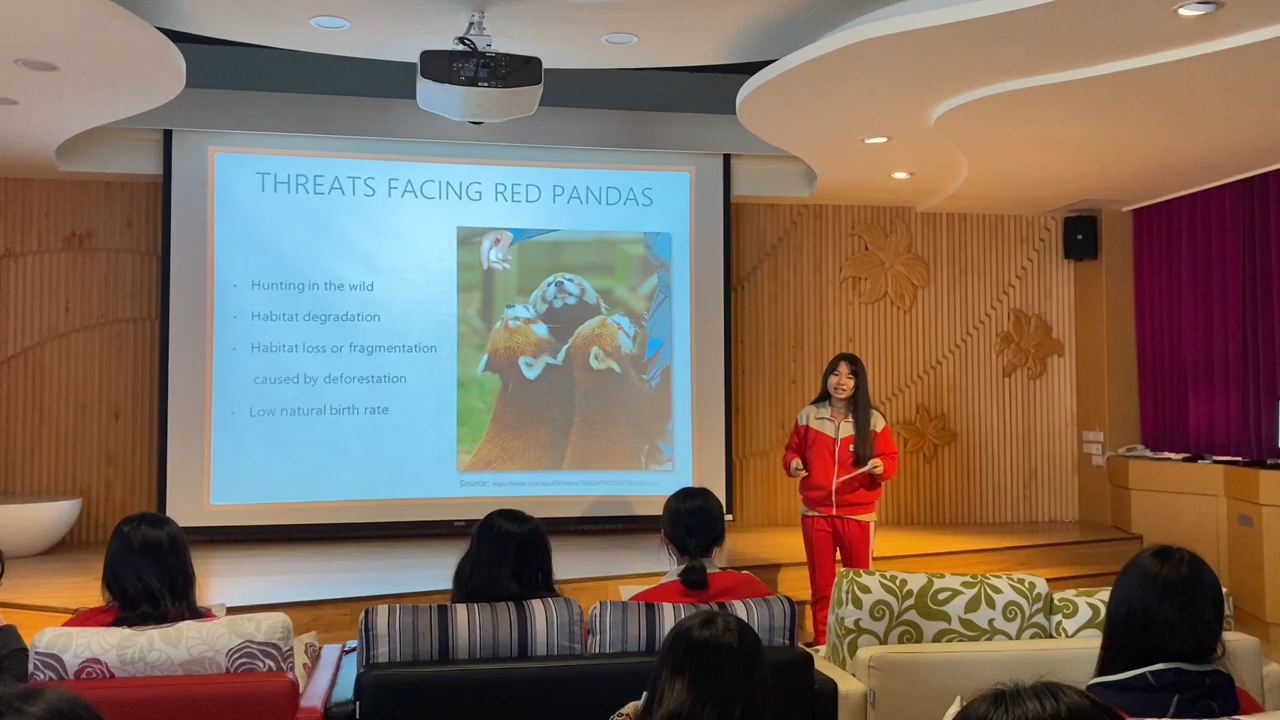 THREATS FACING RED PANDAS
· Hunting in the wild
· Habitat degradation
· Habitat loss or fragmentation
caused by deforestation
· Low natural birth rate
Source: